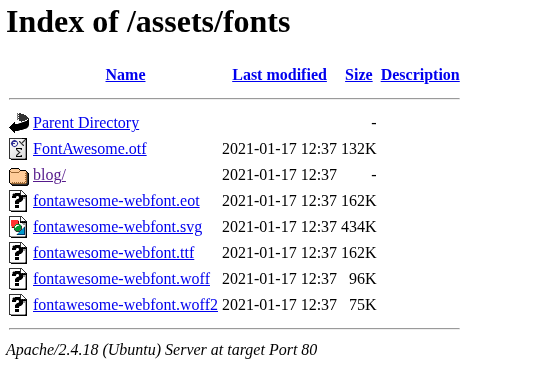 Index of /assets/fonts
Name Last modified Size Description
Parent Directory -
FontAwesome.otf 2021-01-17 12:37 132K
blog/ 2021-01-17 12:37 -
fontawesome-webfont.eot 2021-01-17 12:37 162K
fontawesome-webfont.svg 2021-01-17 12:37 434K
fontawesome-webfont.ttf 2021-01-17 12:37 162K
fontawesome-webfont.woff 2021-01-17 12:37 96K
fontawesome-webfont.woff2 2021-01-17 12:37 75K
Apache/2.4.18 (Ubuntu) Server at target Port 80